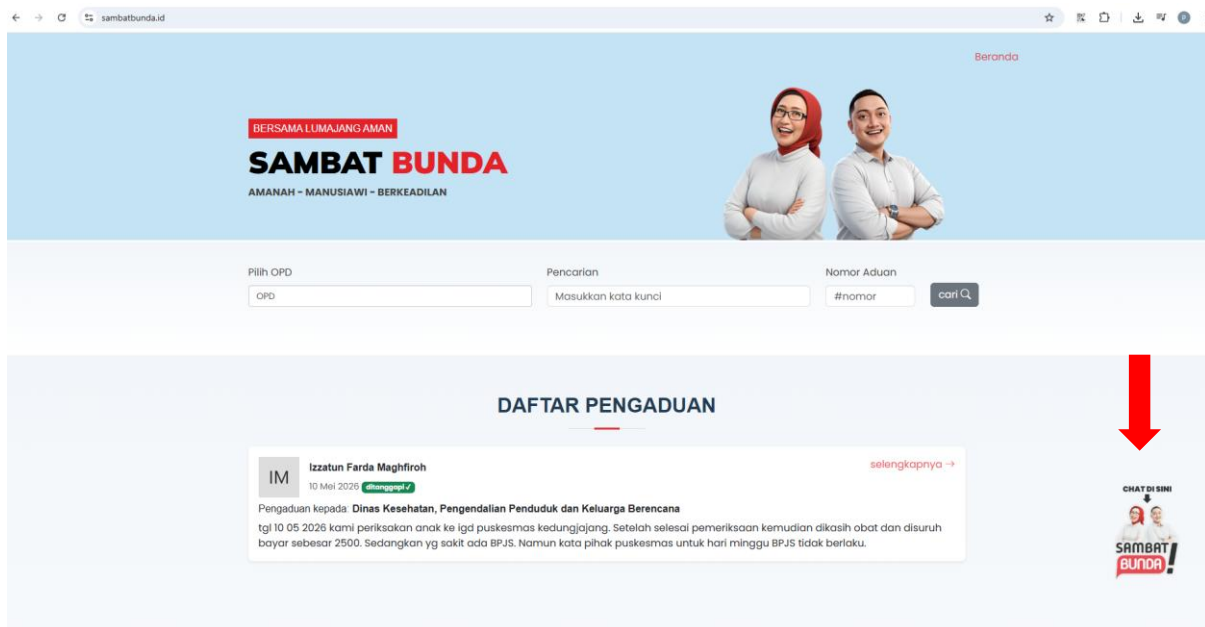 sambatbunda.id
P
Beranda
BERSAMA LUMAJANG AMAN
SAMBAT BUNDA
AMANAH - MANUSIAWI - BERKEADILAN
Pilih OPD
Pencarian
Nomor Aduan
OPD
Masukkan kata kunci
#nomor
cari
DAFTAR PENGADUAN
IM
Izzatun Farda Maghfiroh
selengkapnya →
10 Mei 2026 ditanggapi ✓
Pengaduan kepada: Dinas Kesehatan, Pengendalian Penduduk dan Keluarga Berencana
tgl 10 05 2026 kami periksakan anak ke igd puskesmas kedungjajang. Setelah selesai pemeriksaan kemudian dikasih obat dan disuruh
bayar sebesar 2500. Sedangkan yg sakit ada BPJS. Namun kata pihak puskesmas untuk hari minggu BPJS tidak berlaku.
CHAT DI SINI
SAMBAT
BUNDA!